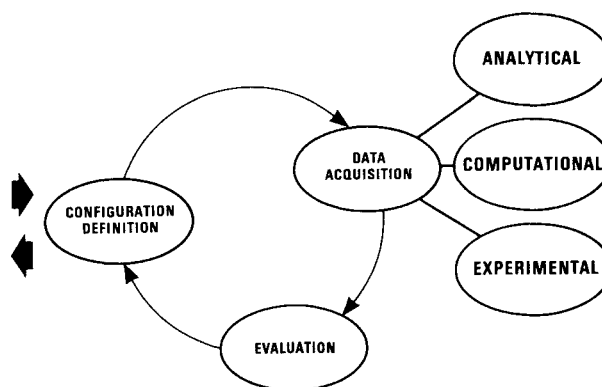 ANALYTICAL
DATA
ACQUISITION
COMPUTATIONAL
CONFIGURATION
DEFINITION
EXPERIMENTAL
EVALUATION